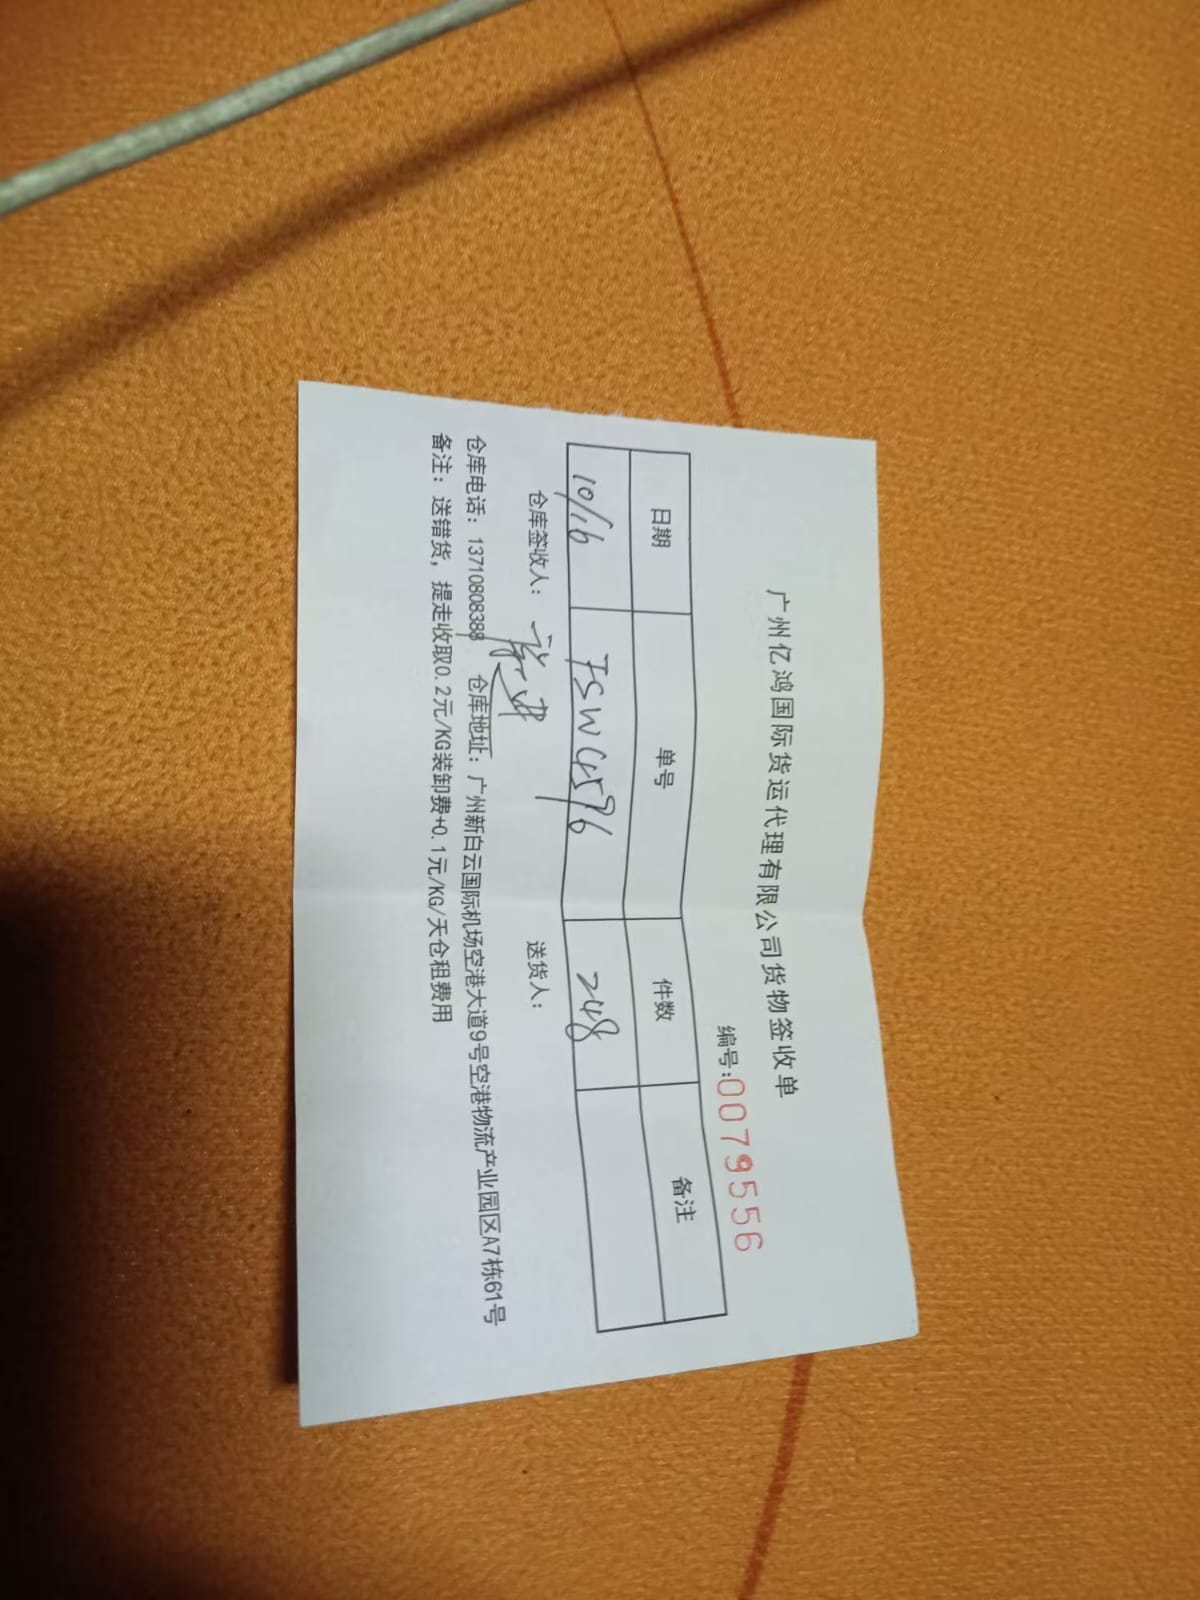 广州亿鸿国际货运代理有限公司货物签收单
编号:0079556
日期 单号 件数 备注
10/16 FSWC4596 248
仓库签收人: 送货人:
仓库电话: 13710808388 仓库地址: 广州新白云国际机场空港大道9号空港物流产业园区A7栋61号
备注: 送错货, 提走收取0.2元/KG装卸费+0.1元/KG/天仓租费用